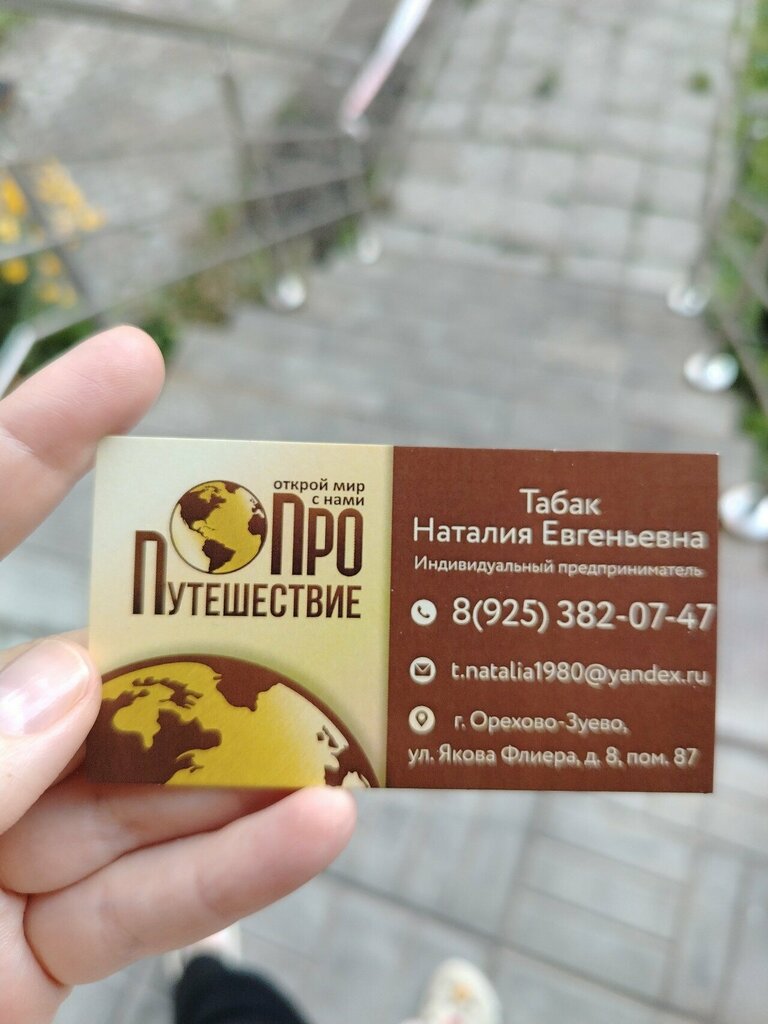 открой мир
с нами
ПРО
ПУТЕШЕСТВИЕ
Табак
Наталия Евгеньевна
Индивидуальный предприниматель
8(925) 382-07-47
t.natalia1980@yandex.ru
г. Орехово-Зуево,
ул. Якова Флиера, д. 8, пом. 87